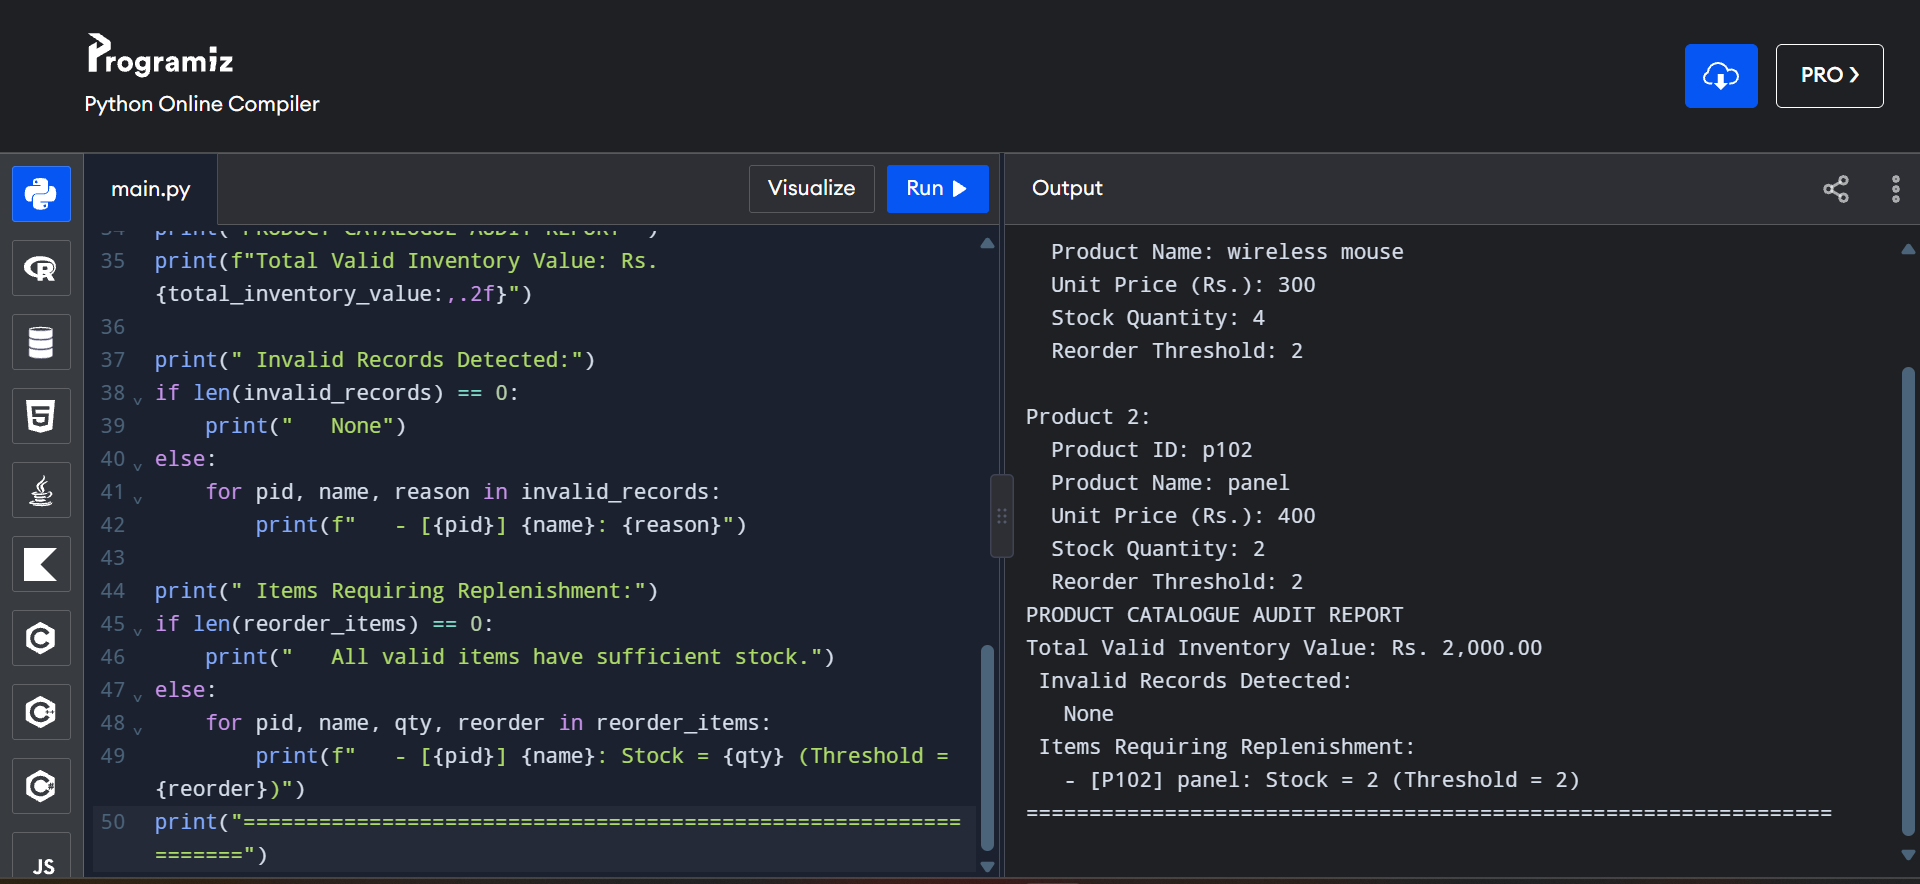 Programiz
Python Online Compiler
PRO ❯
main.py
Visualize
Run
Output
34 print("PRODUCT CATALOGUE AUDIT REPORT ")
35 print(f"Total Valid Inventory Value: Rs.
{total_inventory_value:,.2f}")
36
37 print(" Invalid Records Detected:")
38 if len(invalid_records) == 0:
39     print("   None")
40 else:
41     for pid, name, reason in invalid_records:
42         print(f"   - [{pid}] {name}: {reason}")
43
44 print(" Items Requiring Replenishment:")
45 if len(reorder_items) == 0:
46     print("   All valid items have sufficient stock.")
47 else:
48     for pid, name, qty, reorder in reorder_items:
49         print(f"   - [{pid}] {name}: Stock = {qty} (Threshold =
{reorder})")
50 print("=========================================================
=======")
  Product Name: wireless mouse
  Unit Price (Rs.): 300
  Stock Quantity: 4
  Reorder Threshold: 2
Product 2:
  Product ID: p102
  Product Name: panel
  Unit Price (Rs.): 400
  Stock Quantity: 2
  Reorder Threshold: 2
PRODUCT CATALOGUE AUDIT REPORT
Total Valid Inventory Value: Rs. 2,000.00
 Invalid Records Detected:
   None
 Items Requiring Replenishment:
   - [P102] panel: Stock = 2 (Threshold = 2)
================================================================
R
5
C
C++
C#
JS